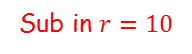 Sub in r = 10